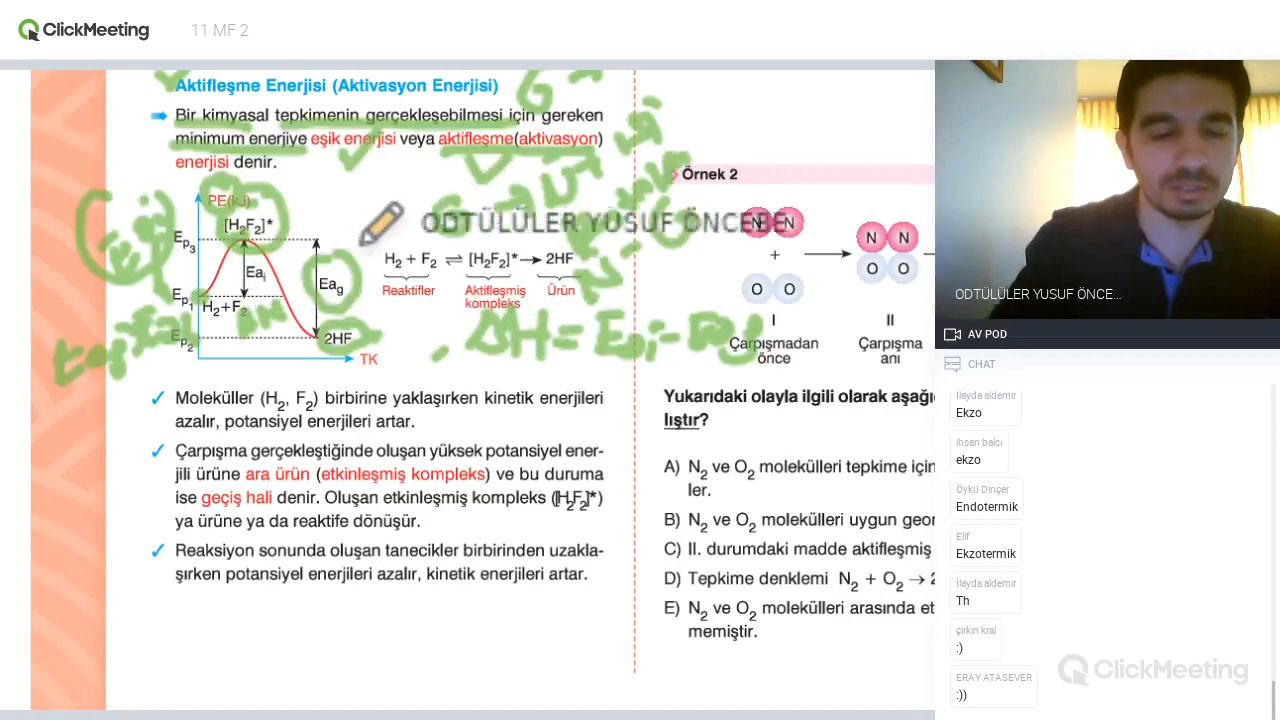 ClickMeeting
11 MF 2
Aktifleşme Enerjisi (Aktivasyon Enerjisi)
Bir kimyasal tepkimenin gerçekleşebilmesi için gereken
minimum enerjiye eşik enerjisi veya aktifleşme(aktivasyon)
enerjisi denir.
PE(kJ)
[H2F2]*
Ep3
Eai
Eag
Ep1
H2+F2
Ep2
2HF
TK
ODTÜLÜLER YUSUF ÖNCEBE
H2 + F2 ⇌ [H2F2]* → 2HF
Reaktifler
Aktifleşmiş
kompleks
Ürün
ΔH = Eai - Eag
✓ Moleküller (H2, F2) birbirine yaklaşırken kinetik enerjileri
azalır, potansiyel enerjileri artar.
✓ Çarpışma gerçekleştiğinde oluşan yüksek potansiyel ener-
jili ürüne ara ürün (etkinleşmiş kompleks) ve bu duruma
ise geçiş hali denir. Oluşan etkinleşmiş kompleks ([H2F2]*)
ya ürüne ya da reaktife dönüşür.
✓ Reaksiyon sonunda oluşan tanecikler birbirinden uzakla-
şırken potansiyel enerjileri azalır, kinetik enerjileri artar.
Örnek 2
N N
+
O O
I
Çarpışmadan
önce
N N
O O
II
Çarpışma
anı
Yukarıdaki olayla ilgili olarak aşağıd
lıştır?
A) N2 ve O2 molekülleri tepkime için
ler.
B) N2 ve O2 molekülleri uygun geor
C) II. durumdaki madde aktifleşmiş
D) Tepkime denklemi N2 + O2 → 2
E) N2 ve O2 molekülleri arasında et
memiştir.
ODTÜLÜLER YUSUF ÖNCE...
AV POD
CHAT
İlayda aldemir
Ekzo
ihsan balcı
ekzo
Öykü Dinçer
Endotermik
Elif
Ekzotermik
İlayda aldemir
Th
çirkin kral
:)
ERAY ATASEVER
:))
ClickMeeting